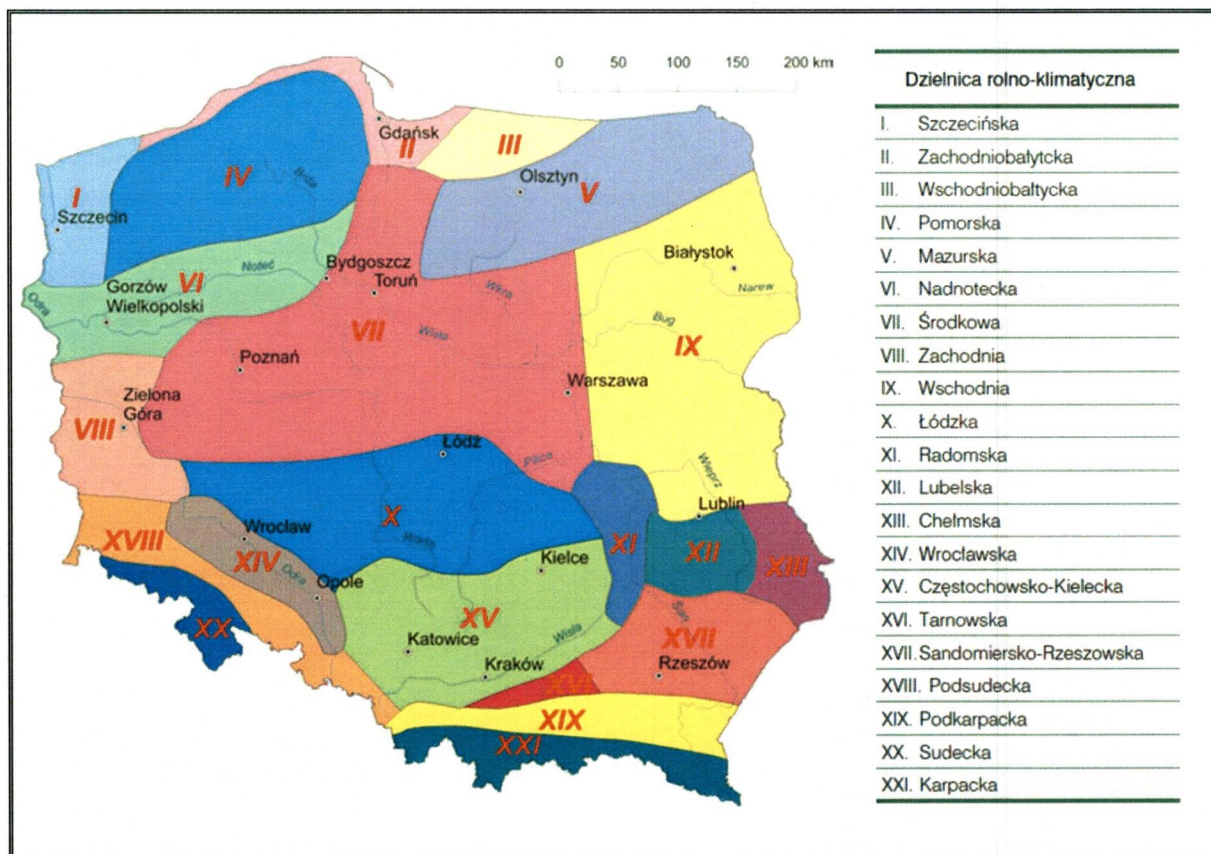 0 50 100 150 200 km
Gdańsk
II
III
IV
Brda
Olsztyn
V
I
Szczecin
Białystok
Bydgoszcz
Toruń
Noteć
VI
Gorzów
Wielkopolski
Odra
Wkra
Narew
Bug
VII
Wisła
IX
Poznań
Warszawa
Zielona
Góra
VIII
Łódź
Pilica
Wieprz
Lublin
X
Warta
XI
XII
XIII
XVIII
Wrocław
XIV
Odra
Opole
Kielce
XV
San
XX
Katowice
Wisła
XVII
Kraków
Rzeszów
XVI
XIX
XXI
Dzielnica rolno-klimatyczna
I. Szczecińska
II. Zachodniobałytcka
III. Wschodniobałtycka
IV. Pomorska
V. Mazurska
VI. Nadnotecka
VII. Środkowa
VIII. Zachodnia
IX. Wschodnia
X. Łódzka
XI. Radomska
XII. Lubelska
XIII. Chełmska
XIV. Wrocławska
XV. Częstochowsko-Kielecka
XVI. Tarnowska
XVII. Sandomiersko-Rzeszowska
XVIII. Podsudecka
XIX. Podkarpacka
XX. Sudecka
XXI. Karpacka